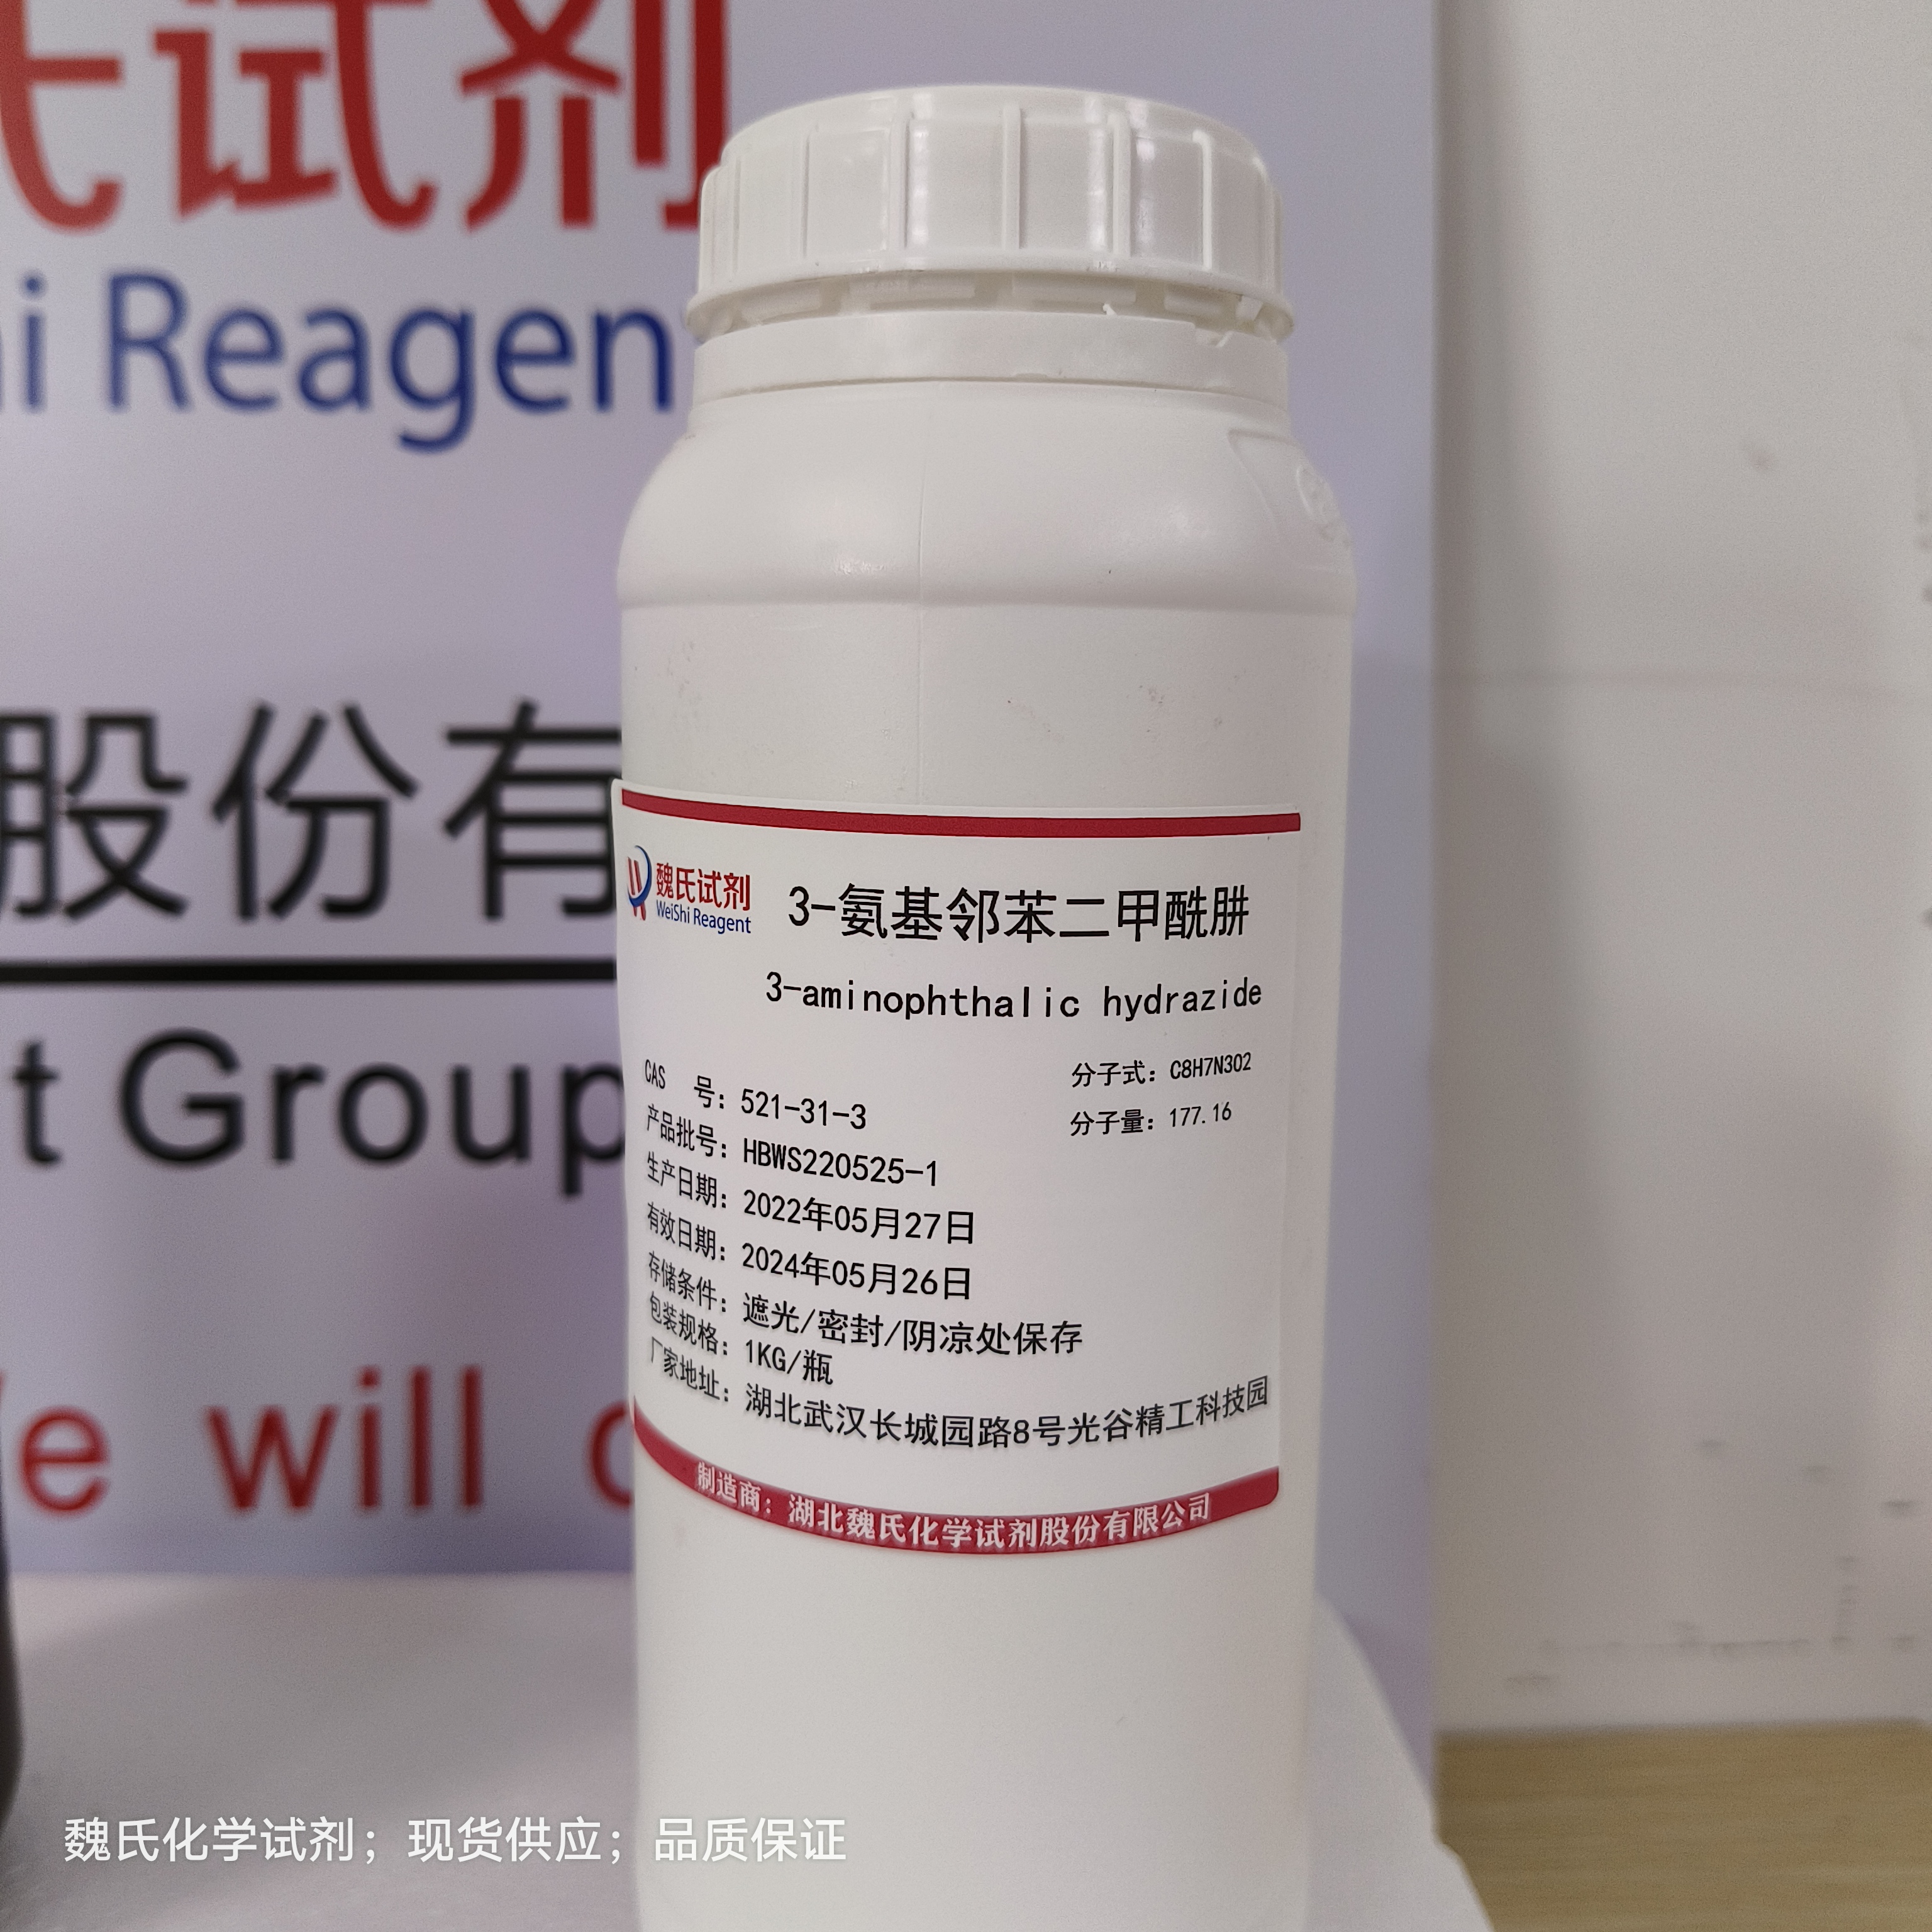 氏试剂
i Reagen
股份有
t Group
e will
魏氏试剂
WeiShi Reagent
3-氨基邻苯二甲酰肼
3-aminophthalic hydrazide
CAS 号：521-31-3
分子式：C8H7N3O2
分子量：177.16
产品批号：HBWS220525-1
生产日期：2022年05月27日
有效日期：2024年05月26日
存储条件：遮光/密封/阴凉处保存
包装规格：1KG/瓶
厂家地址：湖北武汉长城园路8号光谷精工科技园
制造商：湖北魏氏化学试剂股份有限公司
魏氏化学试剂；现货供应；品质保证